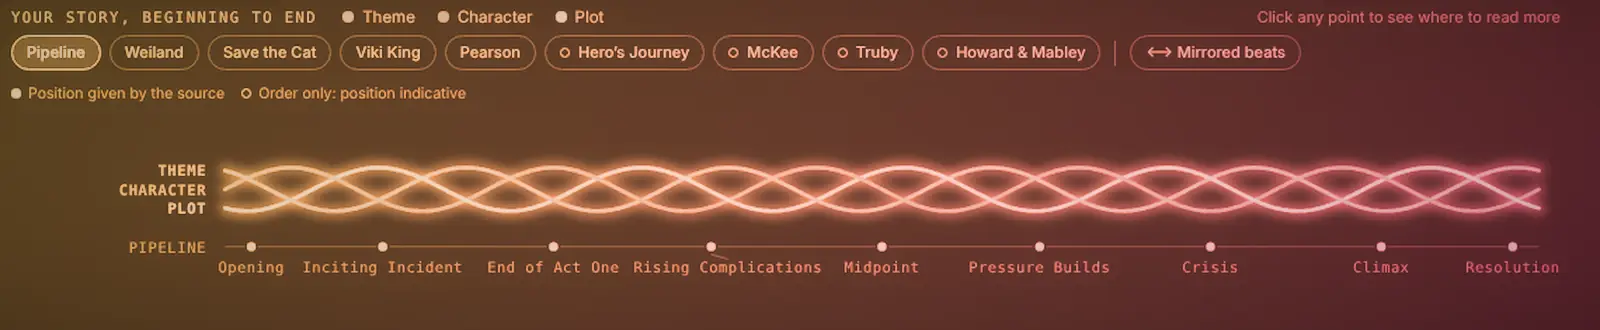 YOUR STORY, BEGINNING TO END Theme Character Plot Click any point to see where to read more
Pipeline Weiland Save the Cat Viki King Pearson Hero's Journey McKee Truby Howard & Mabley ↔ Mirrored beats
Position given by the source Order only: position indicative
THEME
CHARACTER
PLOT
PIPELINE
Opening Inciting Incident End of Act One Rising Complications Midpoint Pressure Builds Crisis Climax Resolution